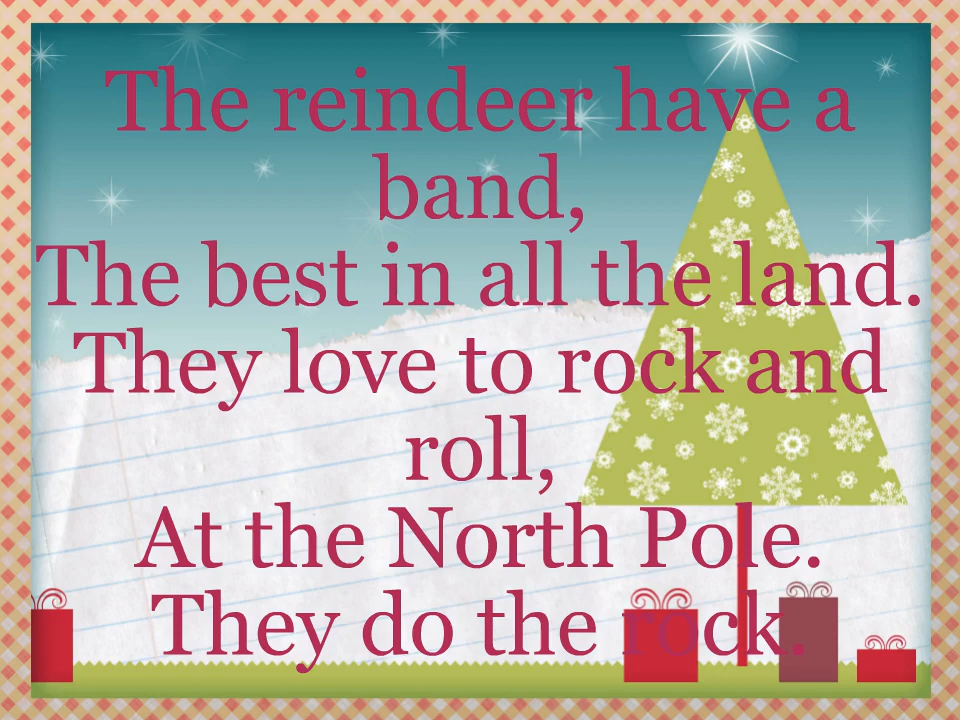 The reindeer have a
band,
The best in all the land.
They love to rock and
roll,
At the North Pole.
They do the rock.